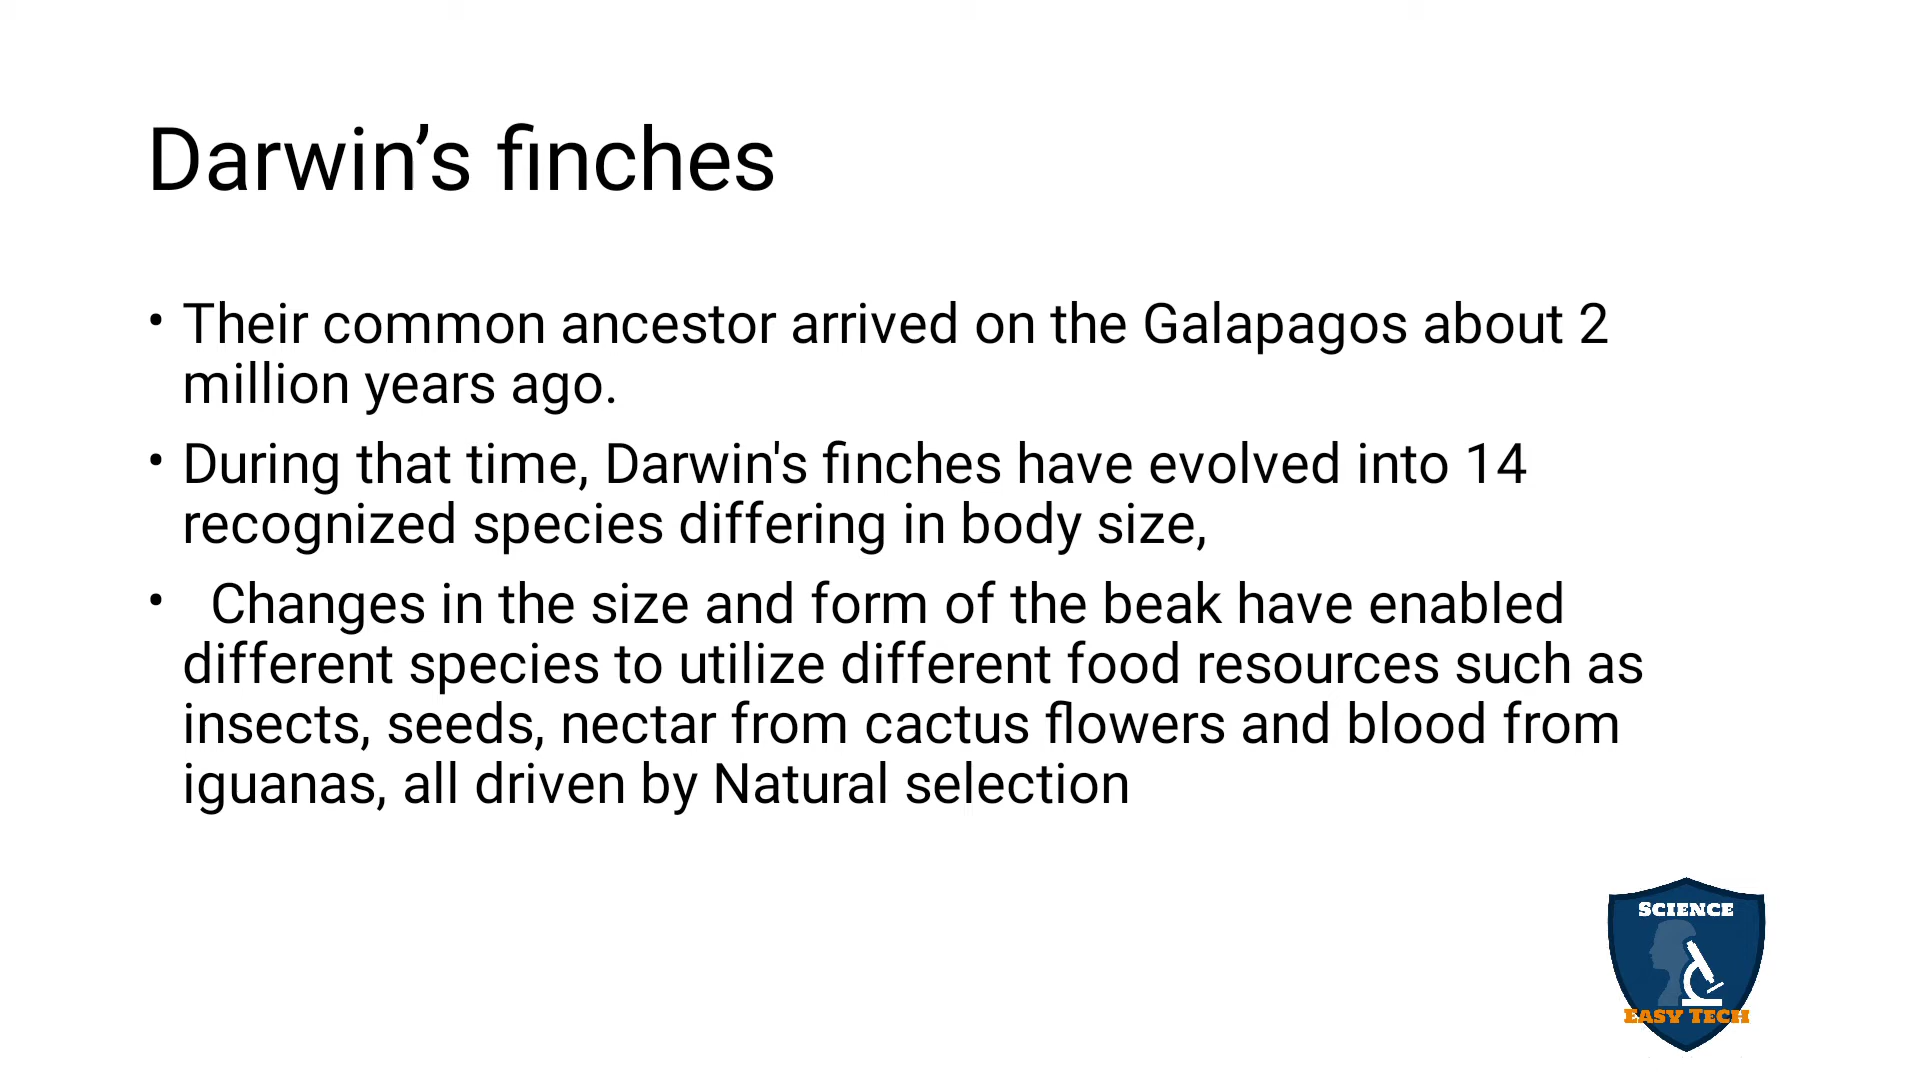 Darwin’s finches
• Their common ancestor arrived on the Galapagos about 2
million years ago.
• During that time, Darwin's finches have evolved into 14
recognized species differing in body size,
• Changes in the size and form of the beak have enabled
different species to utilize different food resources such as
insects, seeds, nectar from cactus flowers and blood from
iguanas, all driven by Natural selection
SCIENCE
EASY TECH